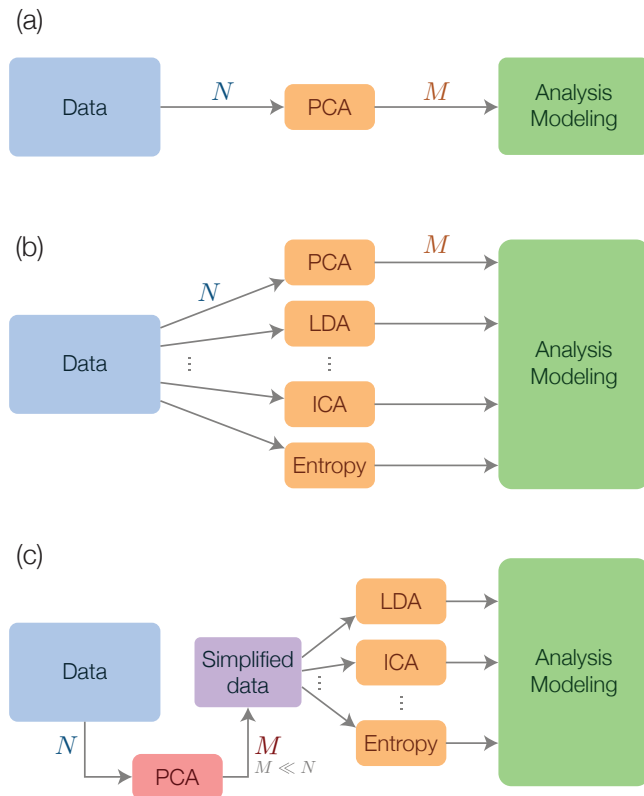 (a)
Data
N
PCA
M
Analysis
Modeling
(b)
Data
N
PCA
M
LDA
ICA
Entropy
Analysis
Modeling
(c)
Data
N
PCA
M
M ≪ N
Simplified
data
LDA
ICA
Entropy
Analysis
Modeling